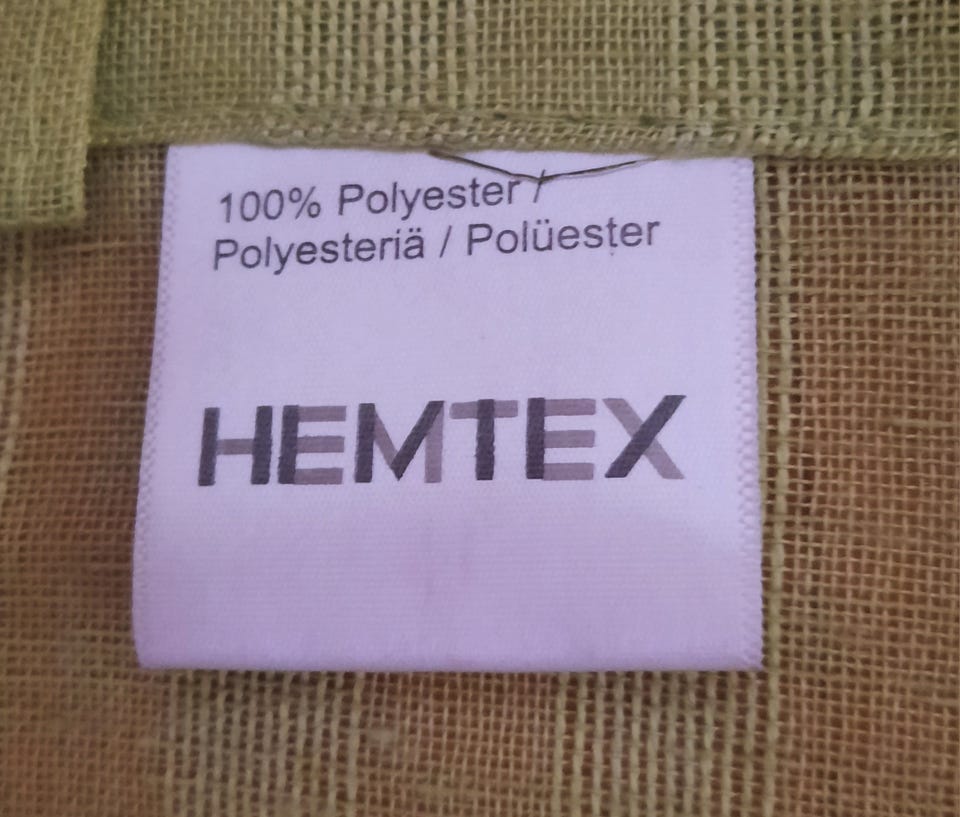 100% Polyester /
Polyesteriä / Polüester
HEMTEX